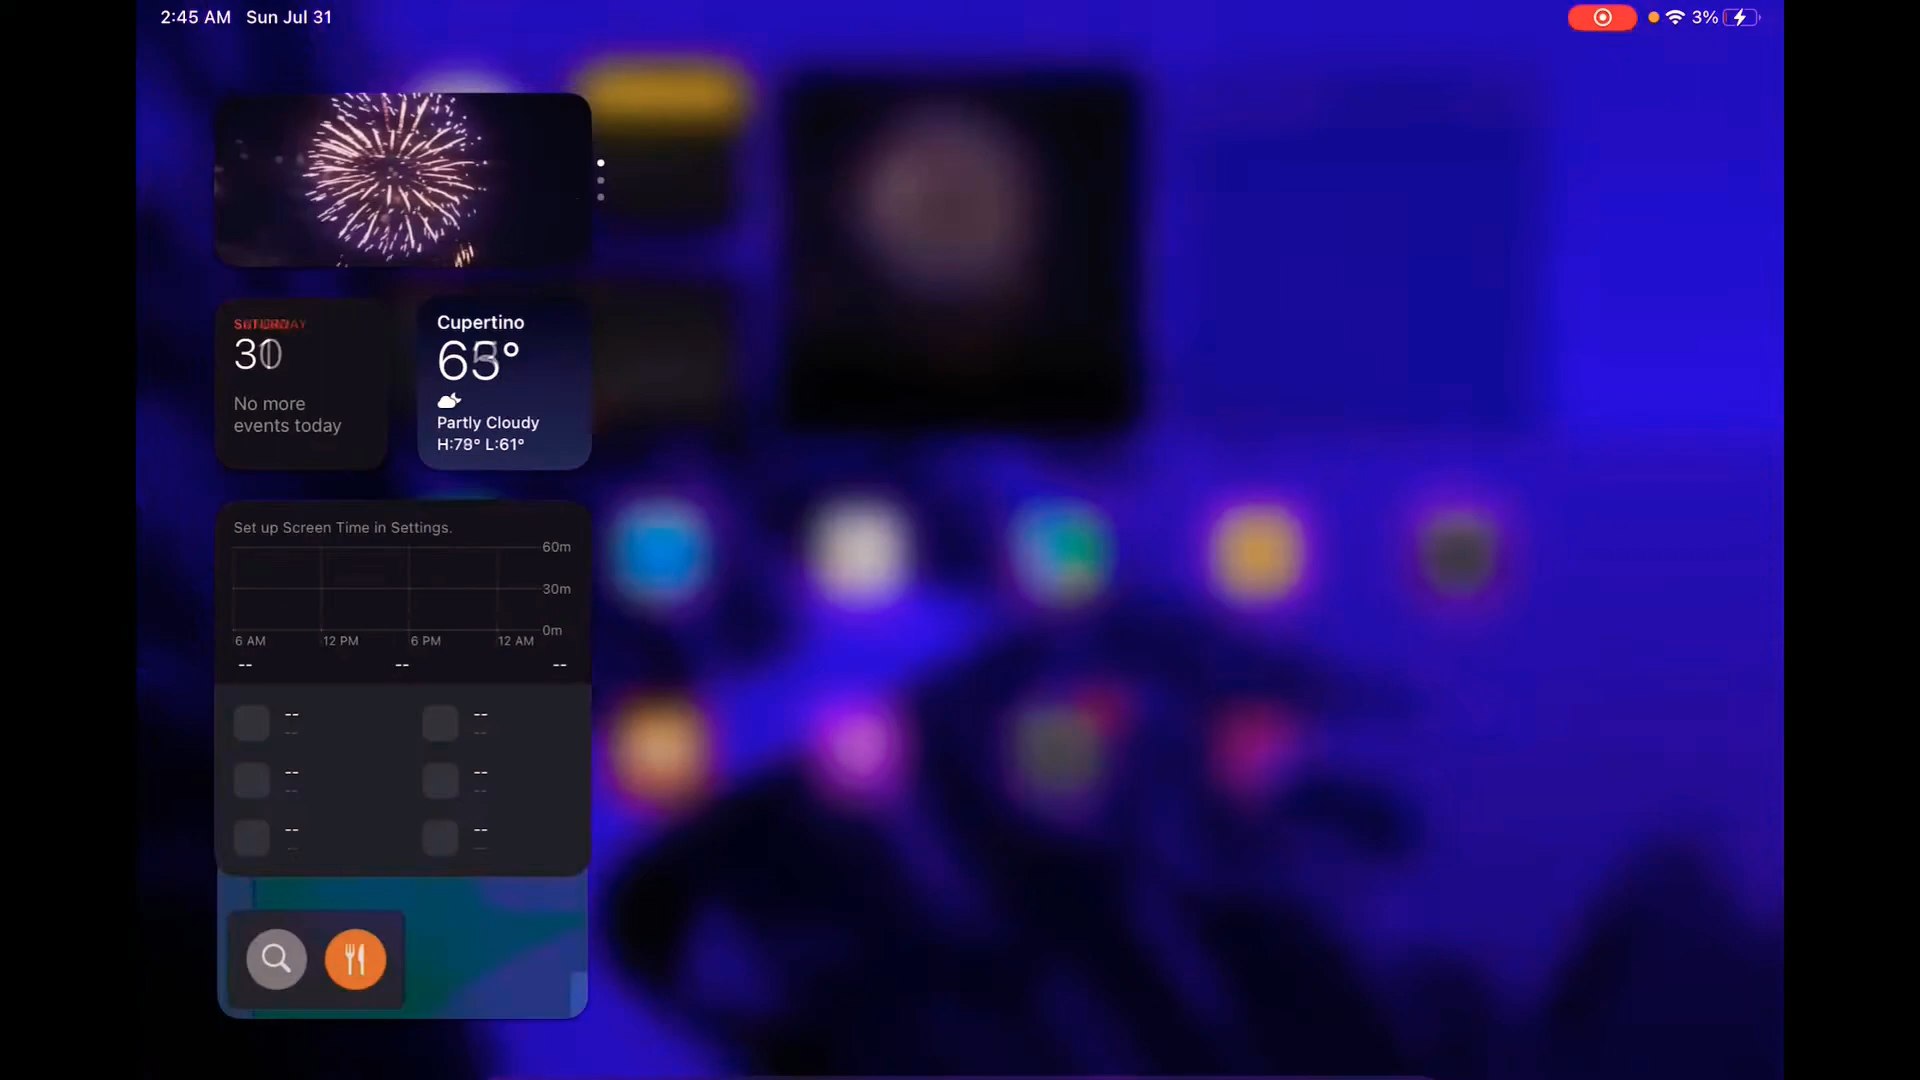 2:45 AM Sun Jul 31
3%
Cupertino
No more
events today
Partly Cloudy
H:78° L:61°
Set up Screen Time in Settings.
60m
30m
0m
6 AM 12 PM 6 PM 12 AM
-- -- --
-- --
-- --
-- --
-- --
-- --
-- --